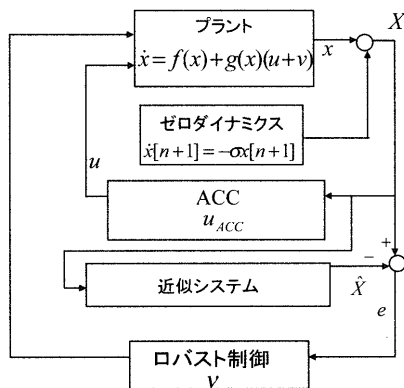 プラント
X
ẋ = f(x)+g(x)(u+v)
x
ゼロダイナミクス
ẋ[n+1]=−σx[n+1]
u
ACC
u_ACC
+
−
近似システム
X̂
e
ロバスト制御
v